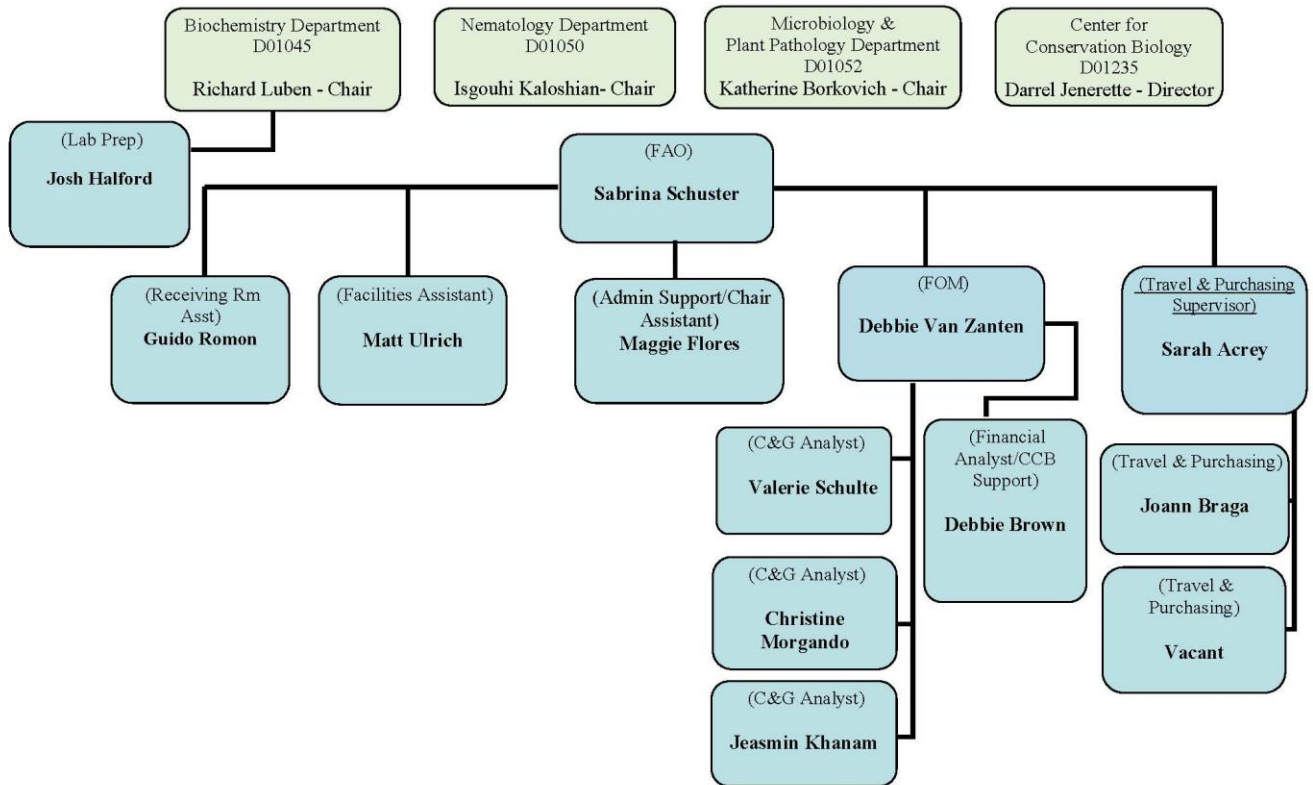 Biochemistry Department
D01045
Richard Luben - Chair
Nematology Department
D01050
Isgouhi Kaloshian- Chair
Microbiology &
Plant Pathology Department
D01052
Katherine Borkovich - Chair
Center for
Conservation Biology
D01235
Darrel Jenerette - Director
(Lab Prep)
Josh Halford
(FAO)
Sabrina Schuster
(Receiving Rm
Asst)
Guido Romon
(Facilities Assistant)
Matt Ulrich
(Admin Support/Chair
Assistant)
Maggie Flores
(FOM)
Debbie Van Zanten
(Travel & Purchasing
Supervisor)
Sarah Acrey
(C&G Analyst)
Valerie Schulte
(Financial
Analyst/CCB
Support)
Debbie Brown
(Travel & Purchasing)
Joann Braga
(C&G Analyst)
Christine
Morgando
(Travel &
Purchasing)
Vacant
(C&G Analyst)
Jeasmin Khanam